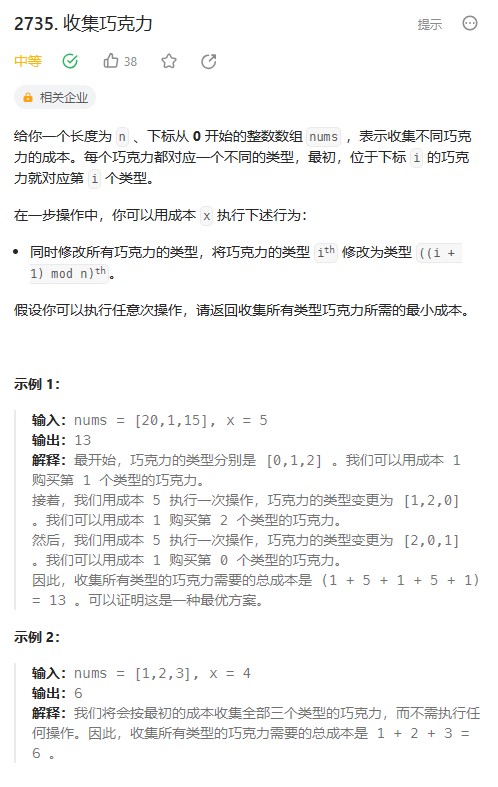 2735. 收集巧克力 提示
中等 38
相关企业
给你一个长度为 n 、下标从 0 开始的整数数组 nums ，表示收集不同巧克
力的成本。每个巧克力都对应一个不同的类型，最初，位于下标 i 的巧克
力就对应第 i 个类型。
在一步操作中，你可以用成本 x 执行下述行为：
• 同时修改所有巧克力的类型，将巧克力的类型 ith 修改为类型 ((i +
1) mod n)th。
假设你可以执行任意次操作，请返回收集所有类型巧克力所需的最小成本。
示例 1：
输入：nums = [20,1,15], x = 5
输出：13
解释：最开始，巧克力的类型分别是 [0,1,2] 。我们可以用成本 1
购买第 1 个类型的巧克力。
接着，我们用成本 5 执行一次操作，巧克力的类型变更为 [1,2,0]
。我们可以用成本 1 购买第 2 个类型的巧克力。
然后，我们用成本 5 执行一次操作，巧克力的类型变更为 [2,0,1]
。我们可以用成本 1 购买第 0 个类型的巧克力。
因此，收集所有类型的巧克力需要的总成本是 (1 + 5 + 1 + 5 + 1)
= 13 。可以证明这是一种最优方案。
示例 2：
输入：nums = [1,2,3], x = 4
输出：6
解释：我们将会按最初的成本收集全部三个类型的巧克力，而不需执行任
何操作。因此，收集所有类型的巧克力需要的总成本是 1 + 2 + 3 =
6 。